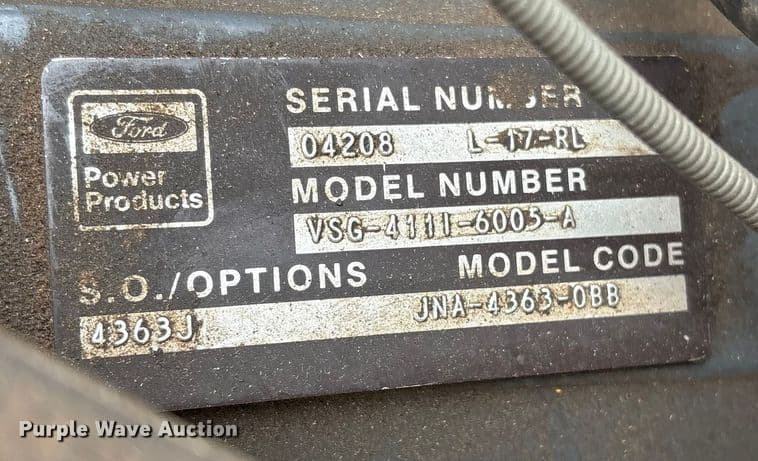 Ford
Power
Products
SERIAL NUMBER
04208 L-17-RL
MODEL NUMBER
VSG-411I-6005-A
S.O./OPTIONS MODEL CODE
4363J JNA-4363-0BB
Purple Wave Auction